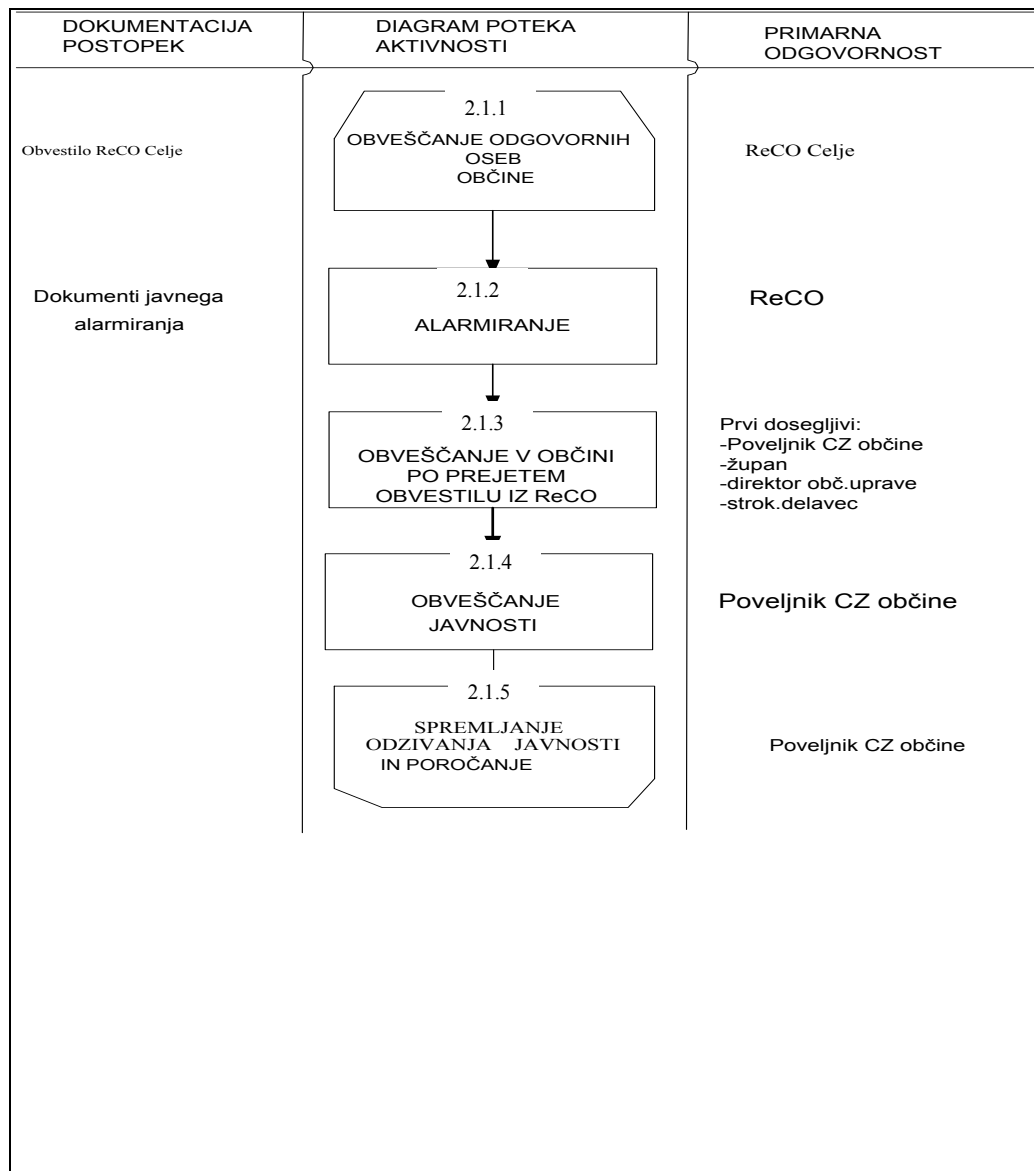 DOKUMENTACIJA
POSTOPEK
DIAGRAM POTEKA
AKTIVNOSTI
PRIMARNA
ODGOVORNOST
2.1.1
OBVEŠČANJE ODGOVORNIH
OSEB
OBČINE
Obvestilo ReCO Celje
ReCO Celje
2.1.2
ALARMIRANJE
Dokumenti javnega
alarmiranja
ReCO
2.1.3
OBVEŠČANJE V OBČINI
PO PREJETEM
OBVESTILU IZ ReCO
Prvi dosegljivi:
-Poveljnik CZ občine
-župan
-direktor obč.uprave
-strok.delavec
2.1.4
OBVEŠČANJE
JAVNOSTI
Poveljnik CZ občine
2.1.5
SPREMLJANJE
ODZIVANJA JAVNOSTI
IN POROČANJE
Poveljnik CZ občine